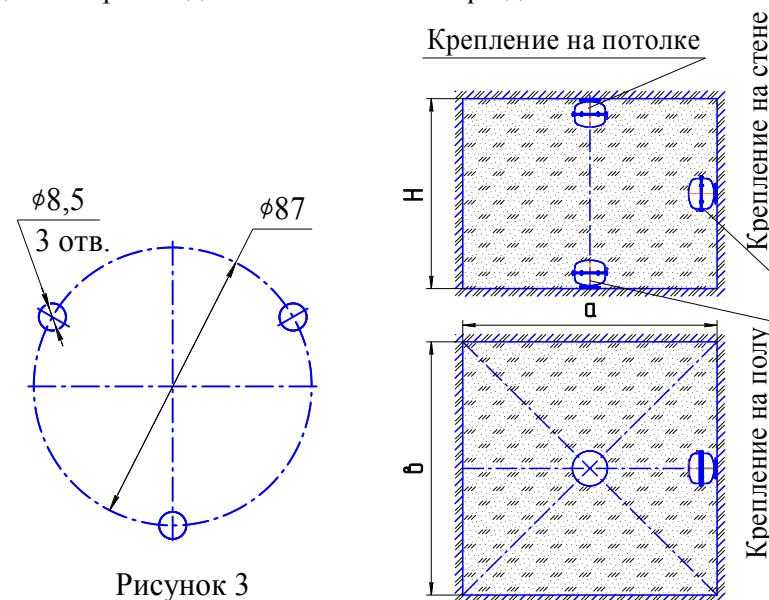 Крепление на потолке
Крепление на стене
H
ϕ8,5
3 отв.
ϕ87
a
в
Крепление на полу
Рисунок 3